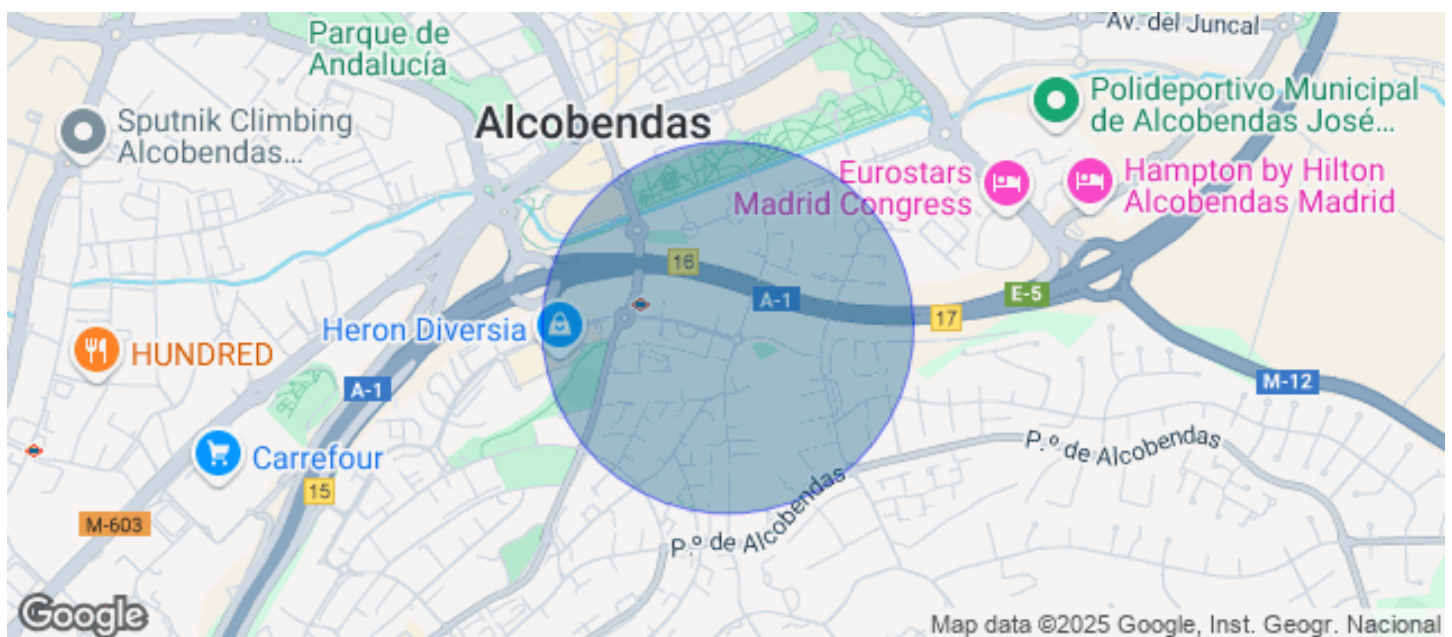 Av. del Juncal
Parque de
Andalucía
Polideportivo Municipal
de Alcobendas José...
Sputnik Climbing
Alcobendas...
Alcobendas
Eurostars
Madrid Congress
Hampton by Hilton
Alcobendas Madrid
16
A-1
E-5
17
Heron Diversia
HUNDRED
A-1
M-12
P.º de Alcobendas
Carrefour
15
M-603
P.º de Alcobendas
Google
Map data ©2025 Google, Inst. Geogr. Nacional